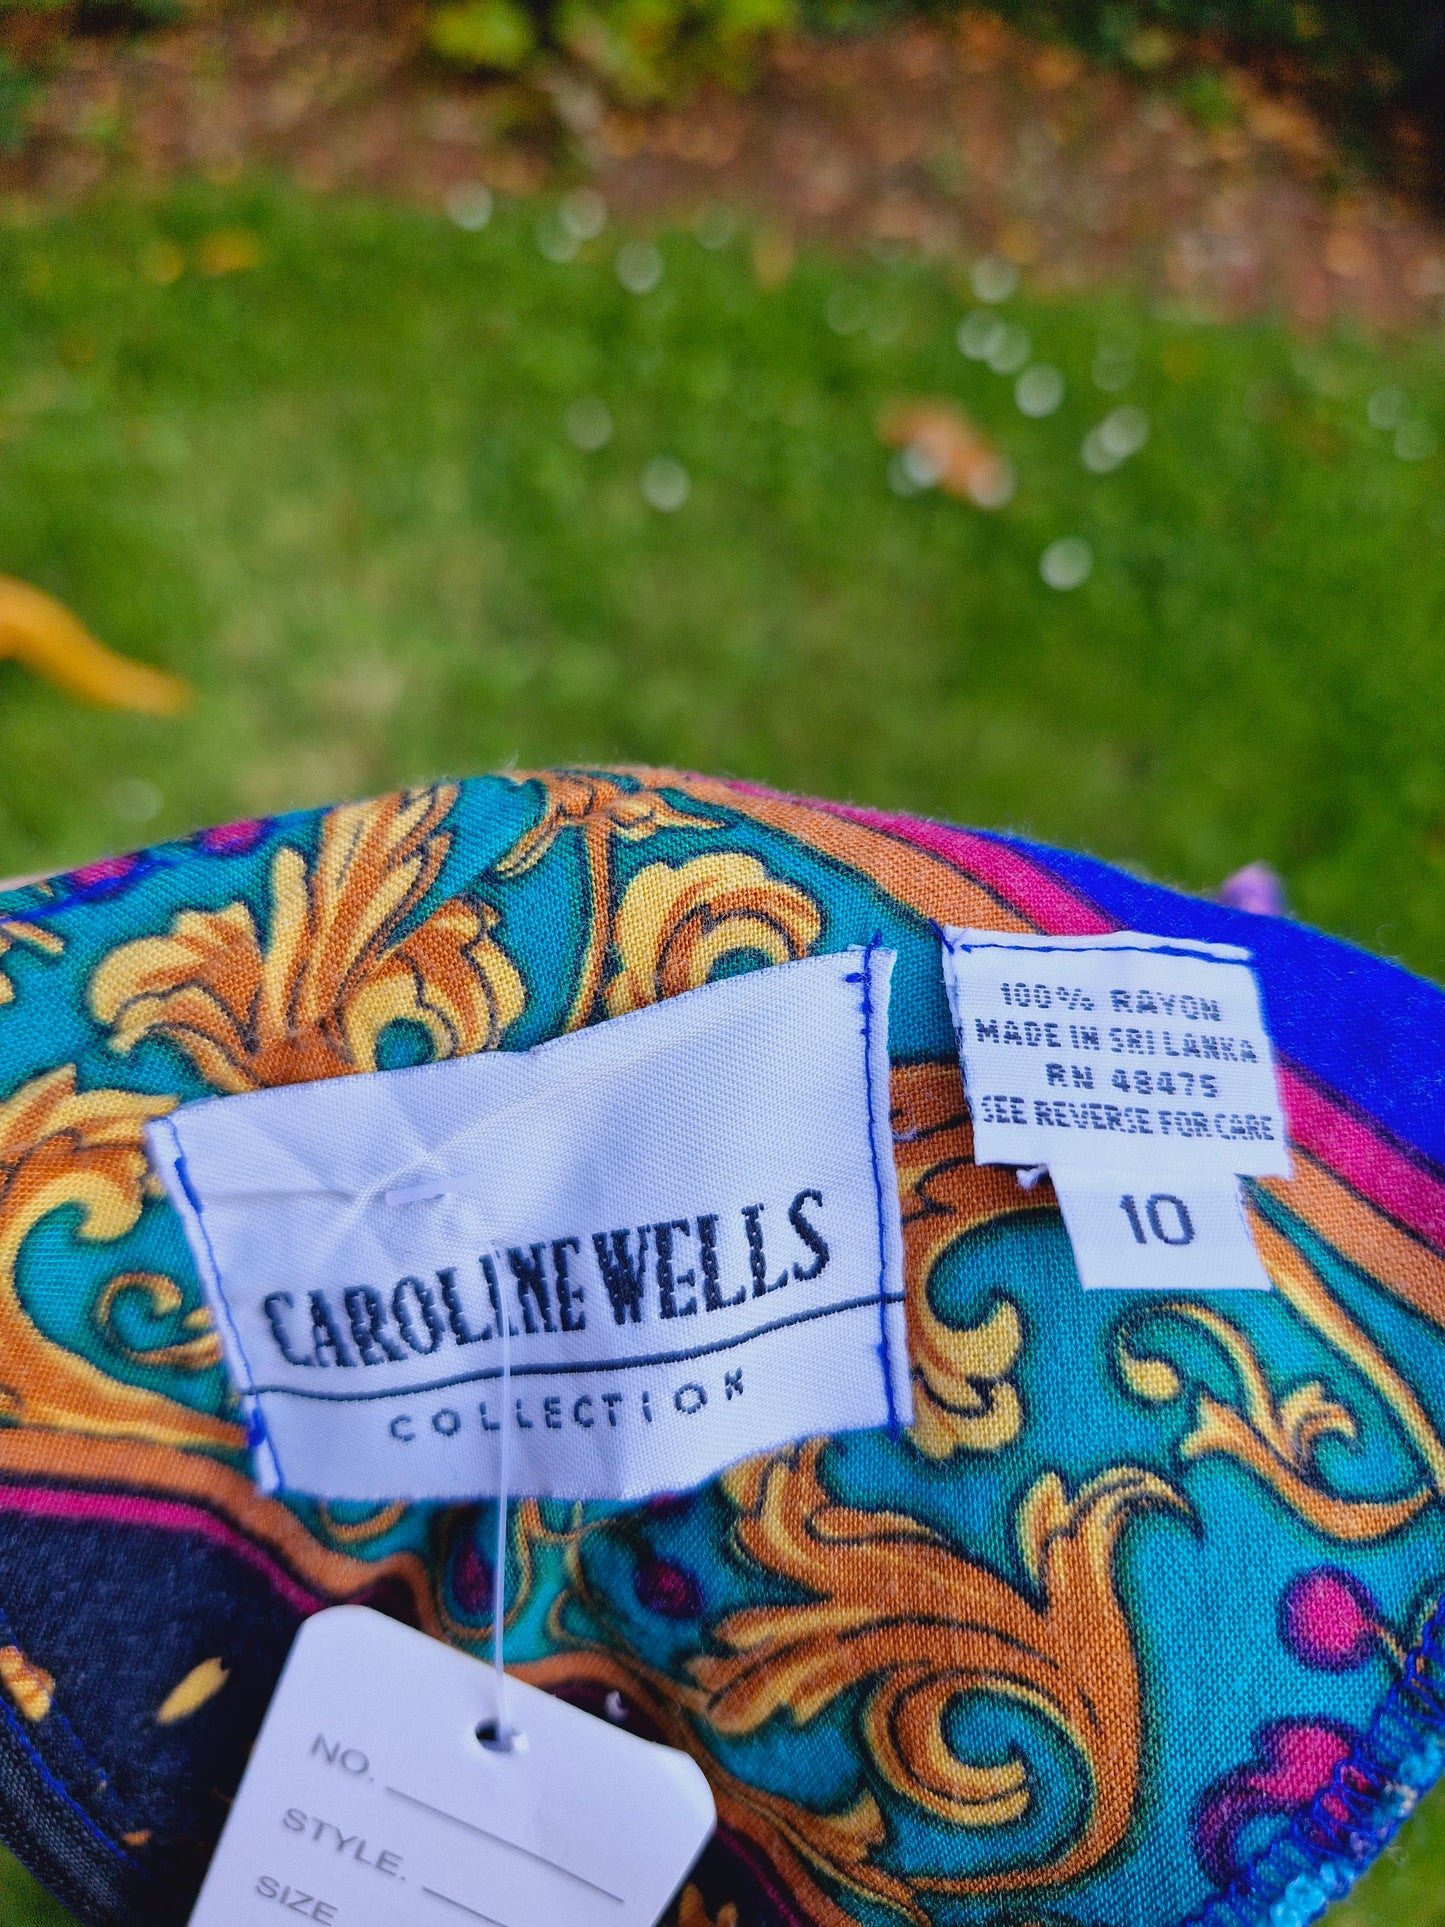 100% RAYON
MADE IN SRI LANKA
RN 48475
SEE REVERSE FOR CARE
10
CAROLINE WELLS
COLLECTION
NO.
STYLE.
SIZE